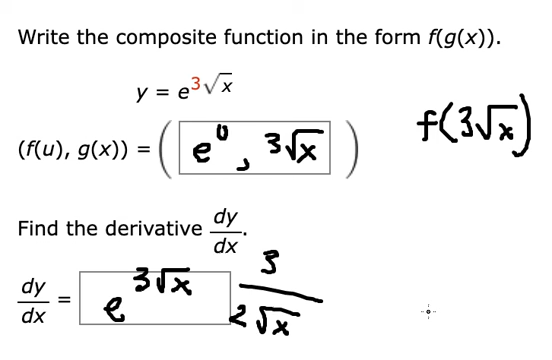 Write the composite function in the form f(g(x)).
y = e^{3√x}
(f(u), g(x)) = (e^u, 3√x)
f(3√x)
Find the derivative dy/dx.
dy/dx = e^{3√x} 3/(2√x)